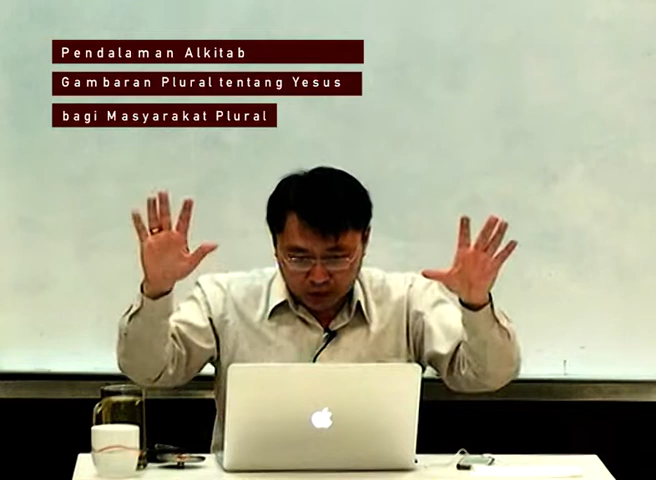 Pendalaman Alkitab
Gambaran Plural tentang Yesus
bagi Masyarakat Plural